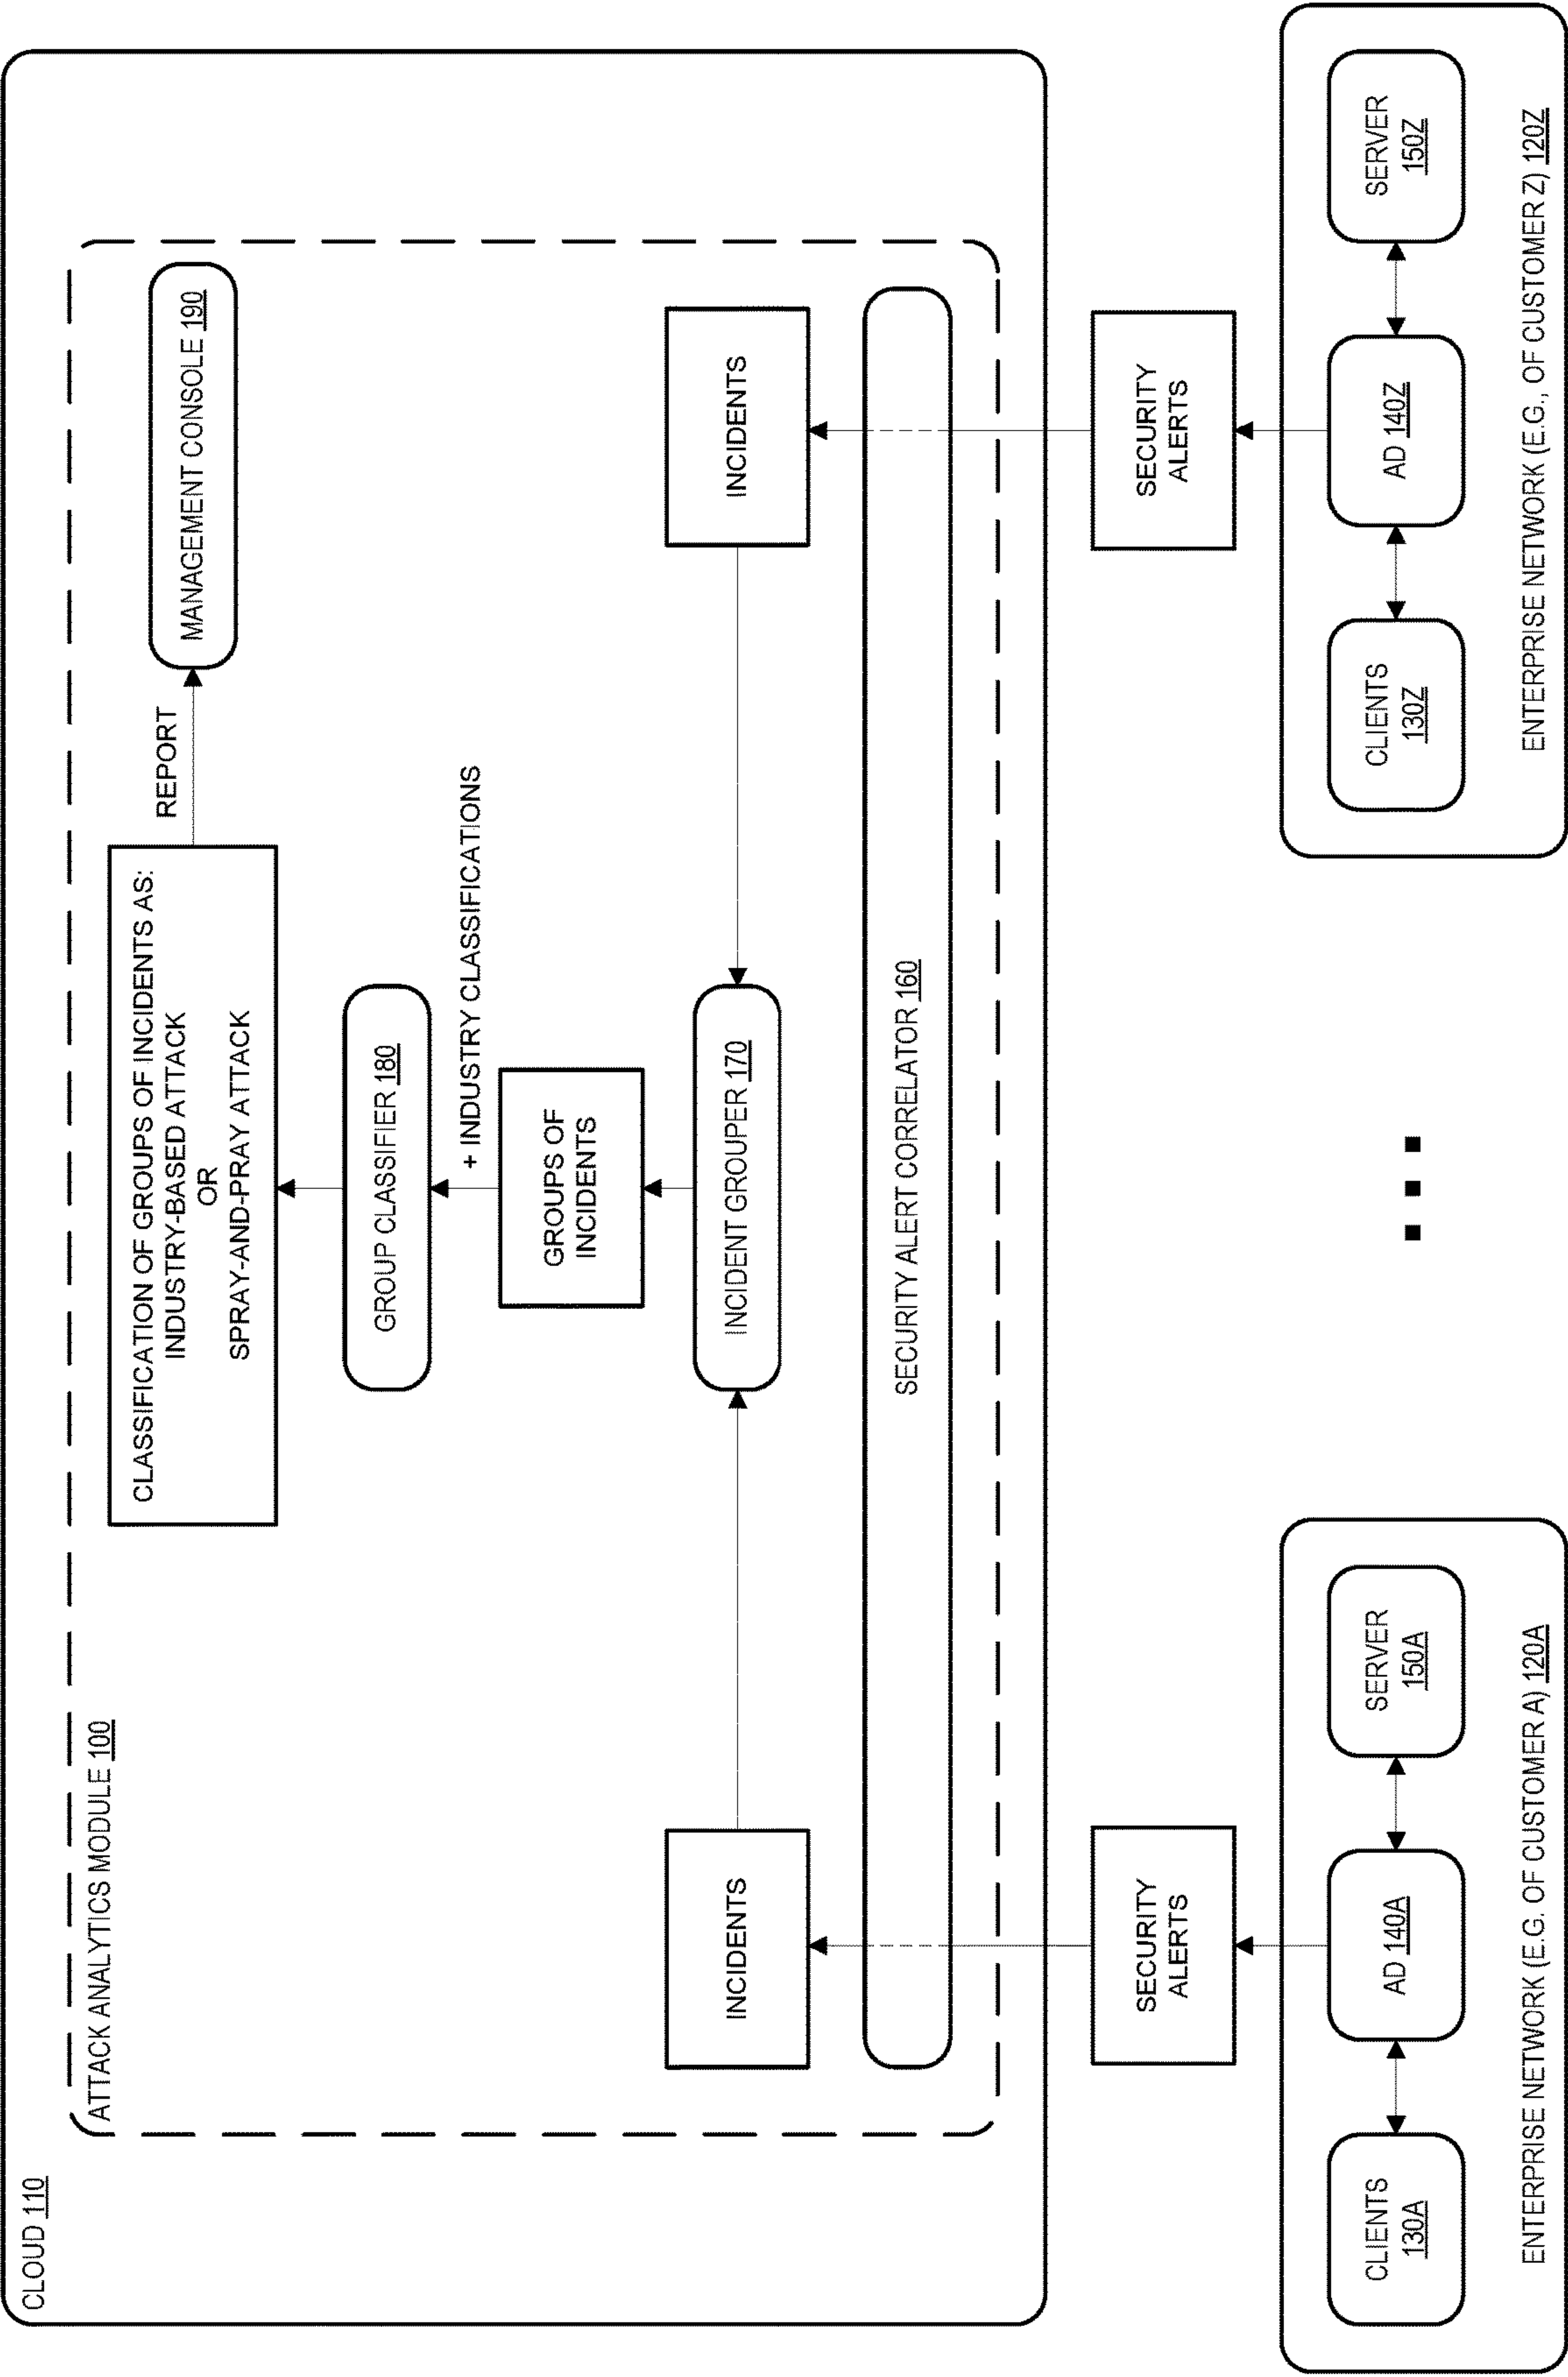 CLOUD 110
ATTACK ANALYTICS MODULE 100
CLASSIFICATION OF GROUPS OF INCIDENTS AS:
INDUSTRY-BASED ATTACK
OR
SPRAY-AND-PRAY ATTACK
REPORT
MANAGEMENT CONSOLE 190
GROUP CLASSIFIER 180
+ INDUSTRY CLASSIFICATIONS
GROUPS OF
INCIDENTS
INCIDENTS
INCIDENT GROUPER 170
INCIDENTS
SECURITY ALERT CORRELATOR 160
SECURITY
ALERTS
SECURITY
ALERTS
CLIENTS
130A
AD 140A
SERVER
150A
ENTERPRISE NETWORK (E.G. OF CUSTOMER A) 120A
CLIENTS
130Z
AD 140Z
SERVER
150Z
ENTERPRISE NETWORK (E.G., OF CUSTOMER Z) 120Z